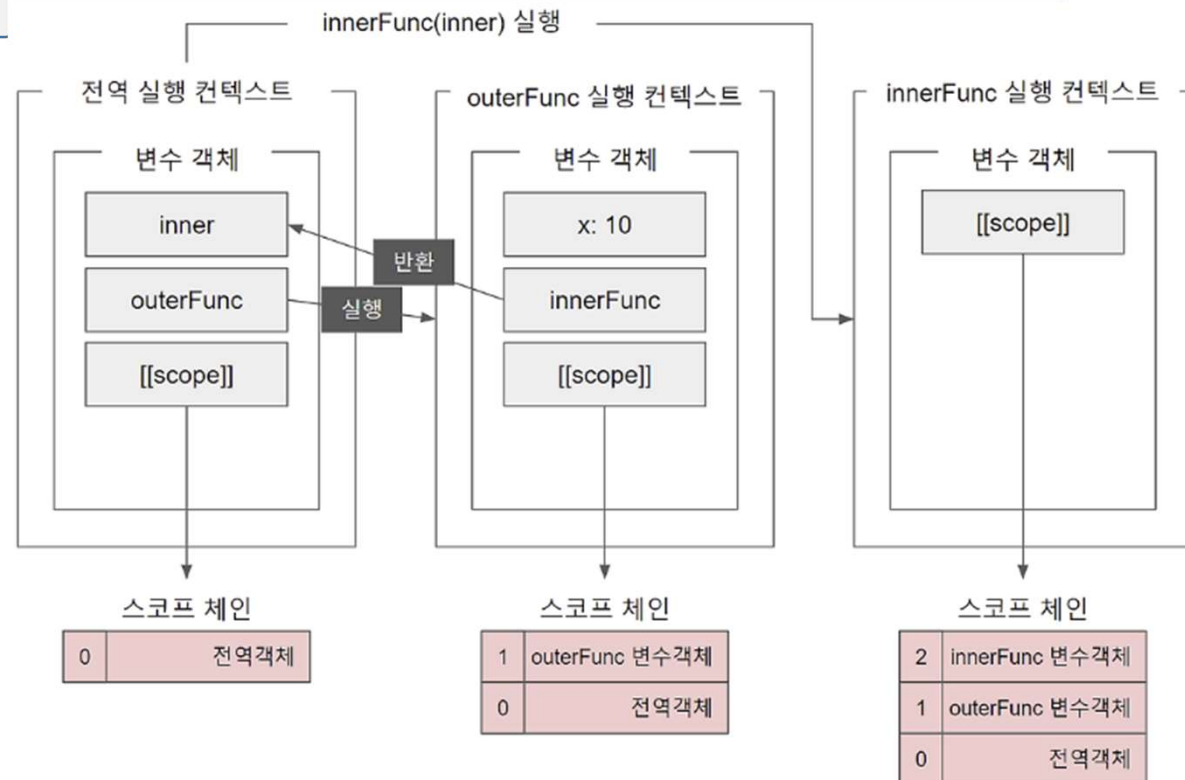 innerFunc(inner) 실행
전역 실행 컨텍스트
변수 객체
inner
outerFunc
[[scope]]
반환
실행
outerFunc 실행 컨텍스트
변수 객체
x: 10
innerFunc
[[scope]]
innerFunc 실행 컨텍스트
변수 객체
[[scope]]
스코프 체인
0 전역객체
스코프 체인
1 outerFunc 변수객체
0 전역객체
스코프 체인
2 innerFunc 변수객체
1 outerFunc 변수객체
0 전역객체